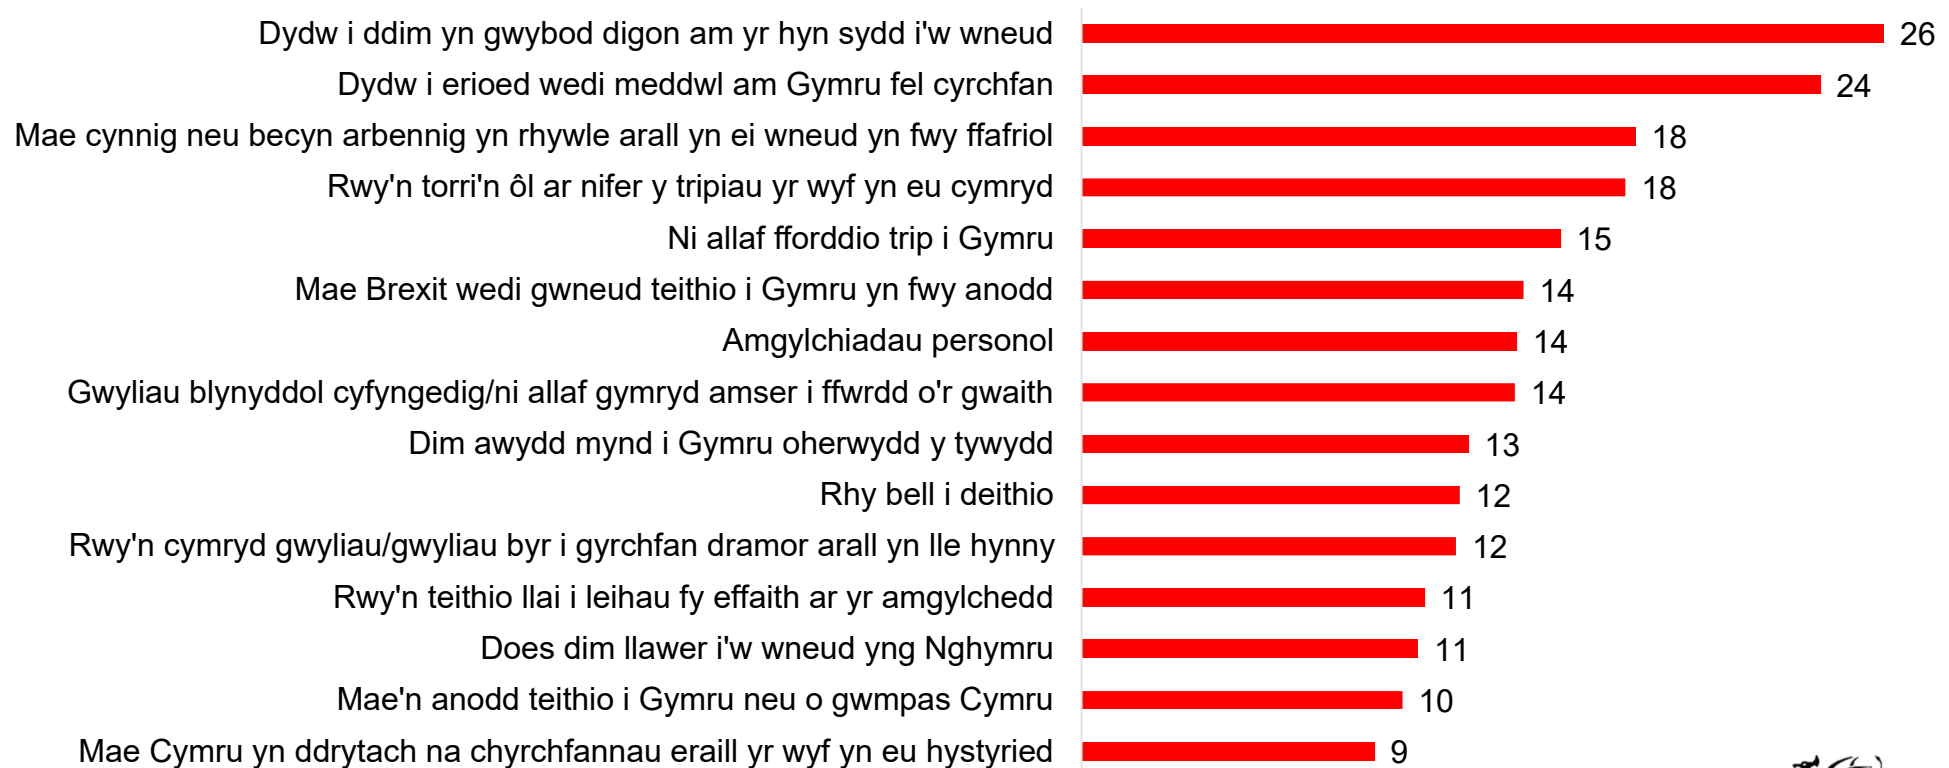 Dydw i ddim yn gwybod digon am yr hyn sydd i'w wneud 26
Dydw i erioed wedi meddwl am Gymru fel cyrchfan 24
Mae cynnig neu becyn arbennig yn rhywle arall yn ei wneud yn fwy ffafriol 18
Rwy'n torri'n ôl ar nifer y tripiau yr wyf yn eu cymryd 18
Ni allaf fforddio trip i Gymru 15
Mae Brexit wedi gwneud teithio i Gymru yn fwy anodd 14
Amgylchiadau personol 14
Gwyliau blynyddol cyfyngedig/ni allaf gymryd amser i ffwrdd o'r gwaith 14
Dim awydd mynd i Gymru oherwydd y tywydd 13
Rhy bell i deithio 12
Rwy'n cymryd gwyliau/gwyliau byr i gyrchfan dramor arall yn lle hynny 12
Rwy'n teithio llai i leihau fy effaith ar yr amgylchedd 11
Does dim llawer i'w wneud yng Nghymru 11
Mae'n anodd teithio i Gymru neu o gwmpas Cymru 10
Mae Cymru yn ddrytach na chyrchfannau eraill yr wyf yn eu hystyried 9